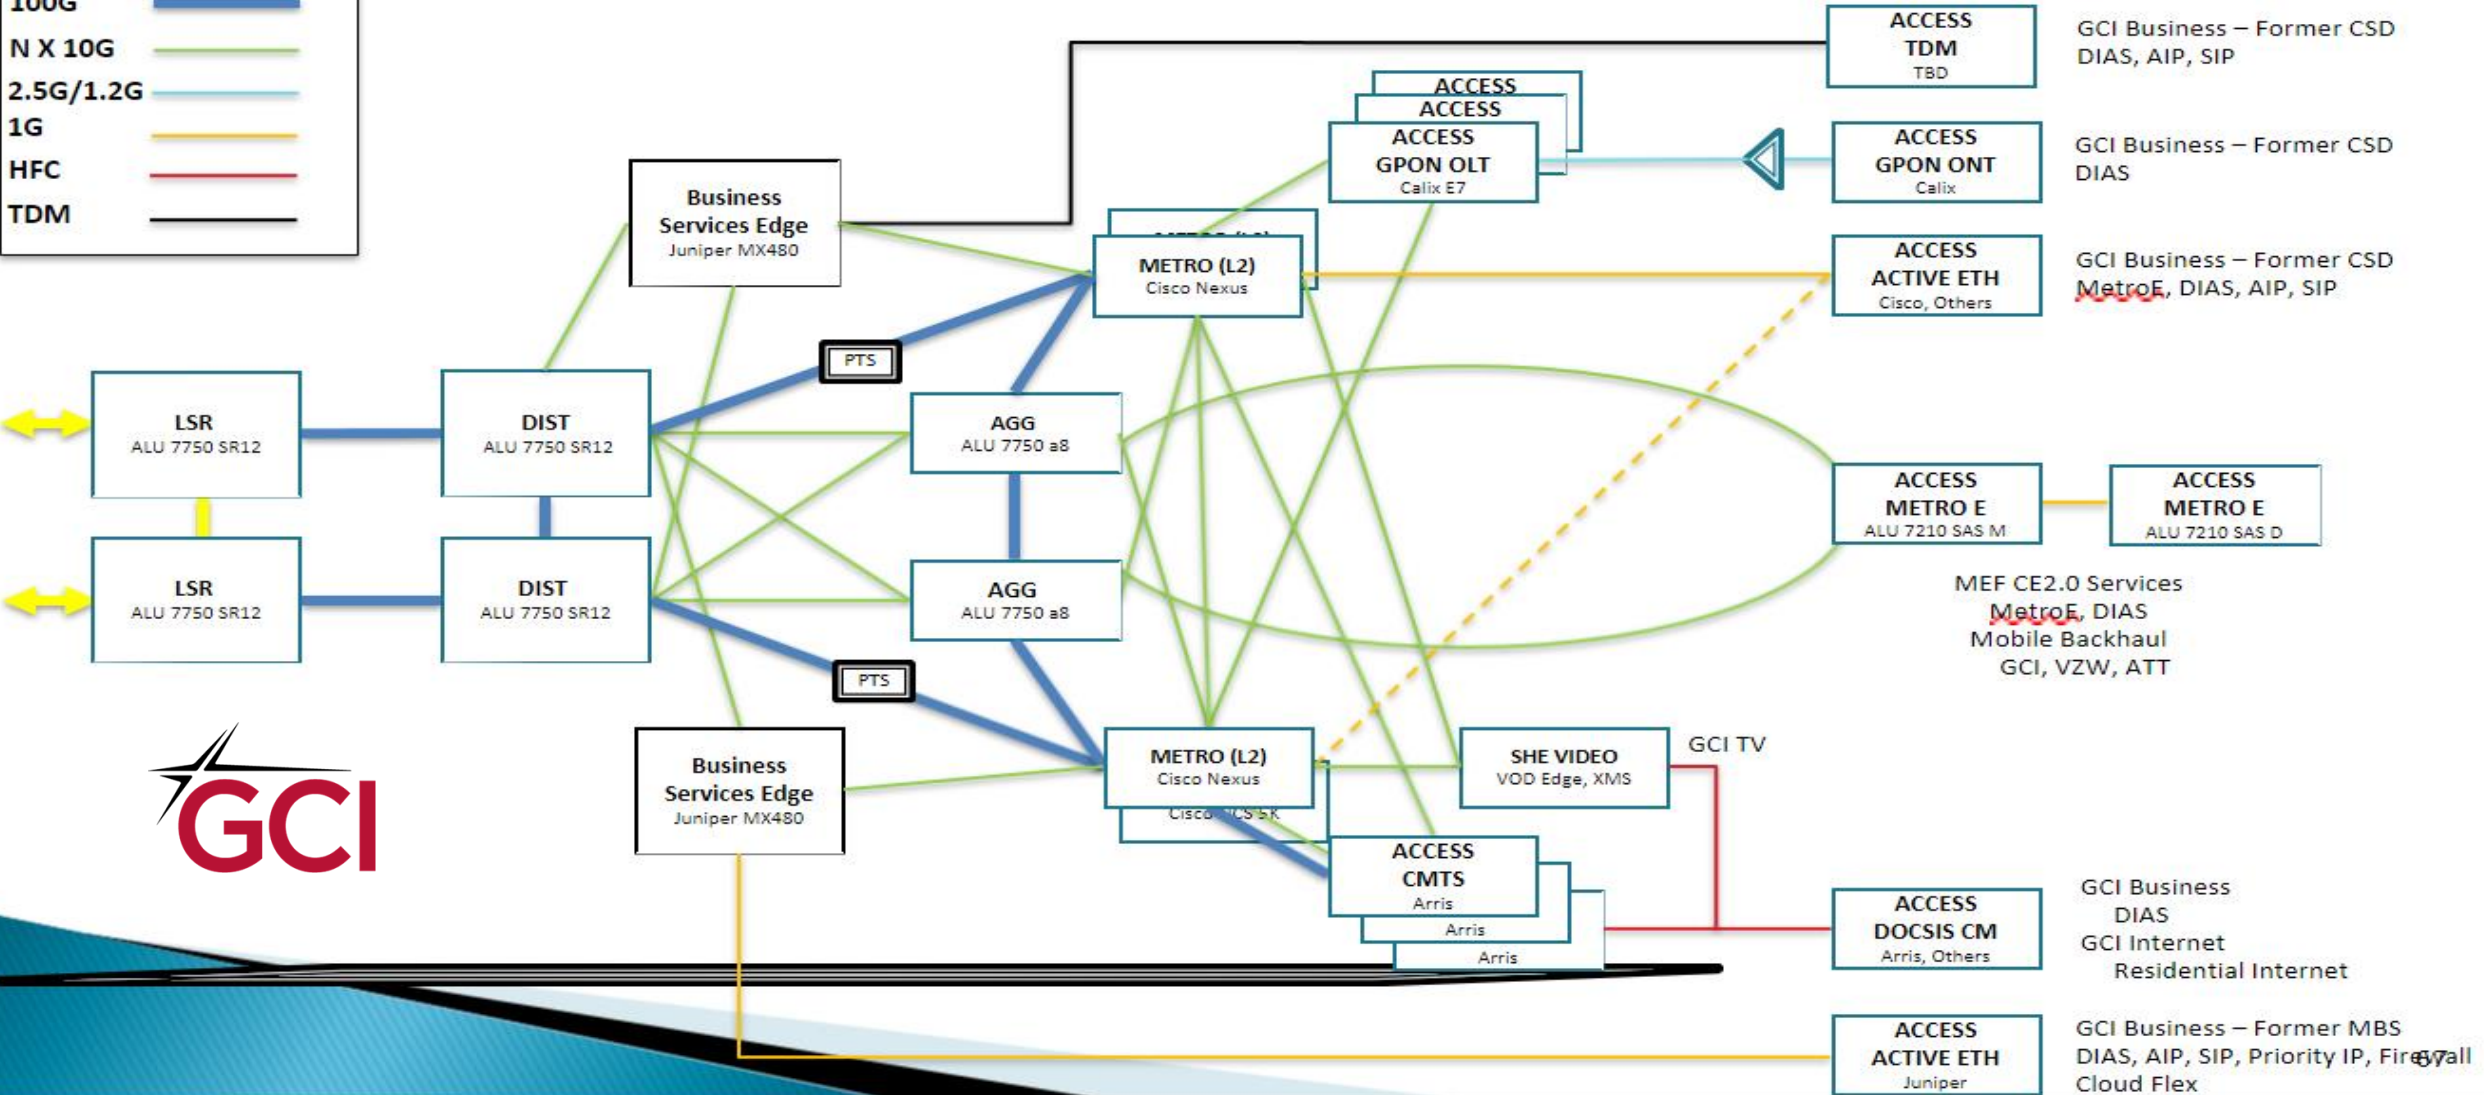 100G
N X 10G
2.5G/1.2G
1G
HFC
TDM
ACCESS
TDM
TBD
GCI Business – Former CSD
DIAS, AIP, SIP
ACCESS
ACCESS
ACCESS
GPON OLT
Calix E7
ACCESS
GPON ONT
Calix
GCI Business – Former CSD
DIAS
Business
Services Edge
Juniper MX480
METRO (L2)
Cisco Nexus
ACCESS
ACTIVE ETH
Cisco, Others
GCI Business – Former CSD
MetroE, DIAS, AIP, SIP
PTS
LSR
ALU 7750 SR12
DIST
ALU 7750 SR12
AGG
ALU 7750 a8
ACCESS
METRO E
ALU 7210 SAS M
ACCESS
METRO E
ALU 7210 SAS D
LSR
ALU 7750 SR12
DIST
ALU 7750 SR12
AGG
ALU 7750 a8
MEF CE2.0 Services
MetroE, DIAS
Mobile Backhaul
GCI, VZW, ATT
PTS
GCI
Business
Services Edge
Juniper MX480
METRO (L2)
Cisco Nexus
Cisco
SHE VIDEO
VOD Edge, XMS
GCI TV
ACCESS
CMTS
Arris
Arris
Arris
ACCESS
DOCSIS CM
Arris, Others
GCI Business
DIAS
GCI Internet
Residential Internet
ACCESS
ACTIVE ETH
Juniper
GCI Business – Former MBS
DIAS, AIP, SIP, Priority IP, Firewall
Cloud Flex
67